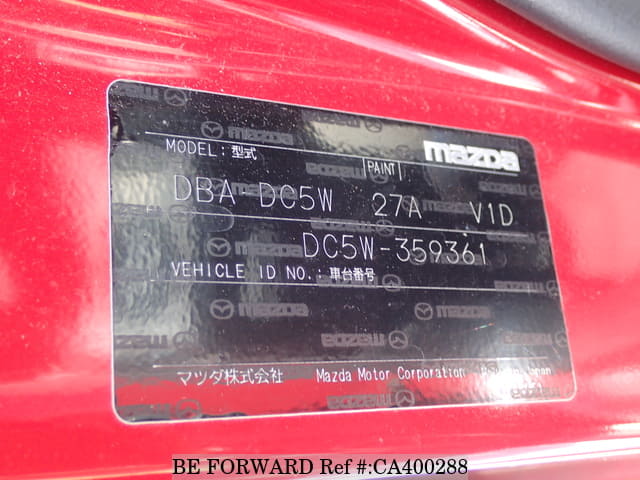 mazda
MODEL:型式 PAINT
DBA-DC5W 27A V1D
DC5W-359361
VEHICLE ID NO.:車台番号
マツダ株式会社 Mazda Motor Corporation Japan
BE FORWARD Ref #:CA400288